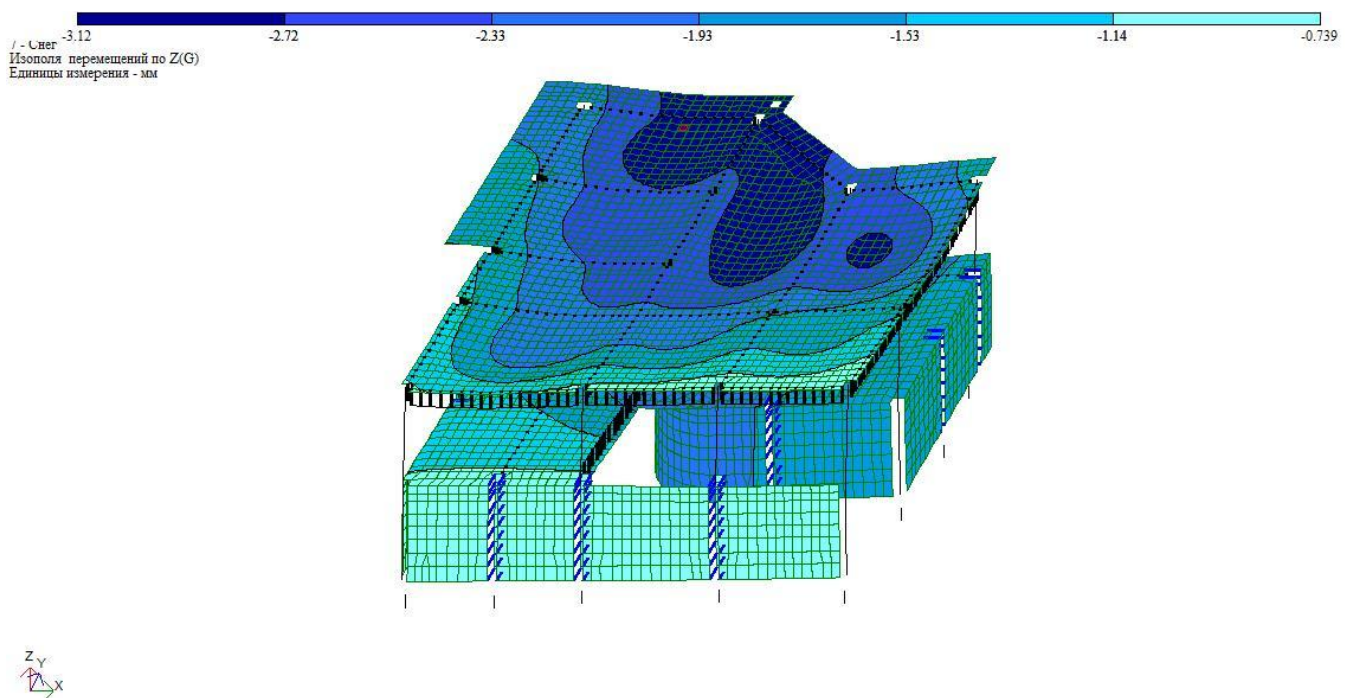 -3.12 -2.72 -2.33 -1.93 -1.53 -1.14 -0.739
/ - Снег
Изополя перемещений по Z(G)
Единицы измерения - мм
Z Y X